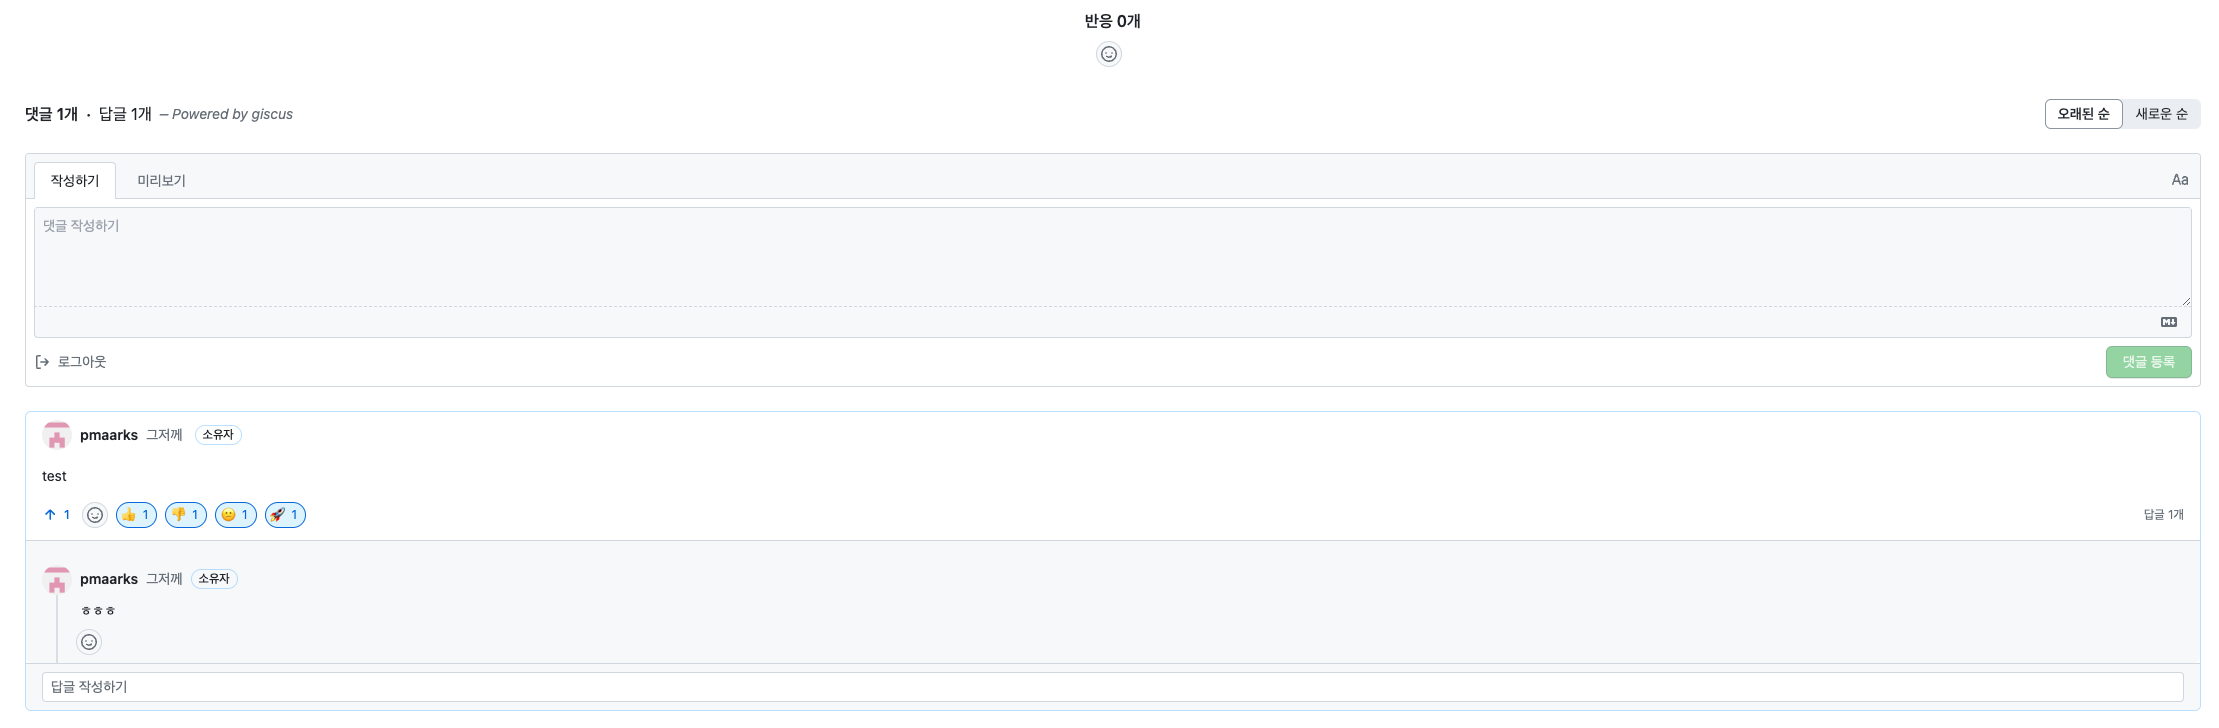 반응 0개
댓글 1개 · 답글 1개 – Powered by giscus
오래된 순 새로운 순
작성하기 미리보기 Aa
댓글 작성하기
M↓
로그아웃 댓글 등록
pmaarks 그저께 소유자
test
↑ 1 👍 1 👎 1 😕 1 🚀 1 답글 1개
pmaarks 그저께 소유자
ㅎㅎㅎ
답글 작성하기